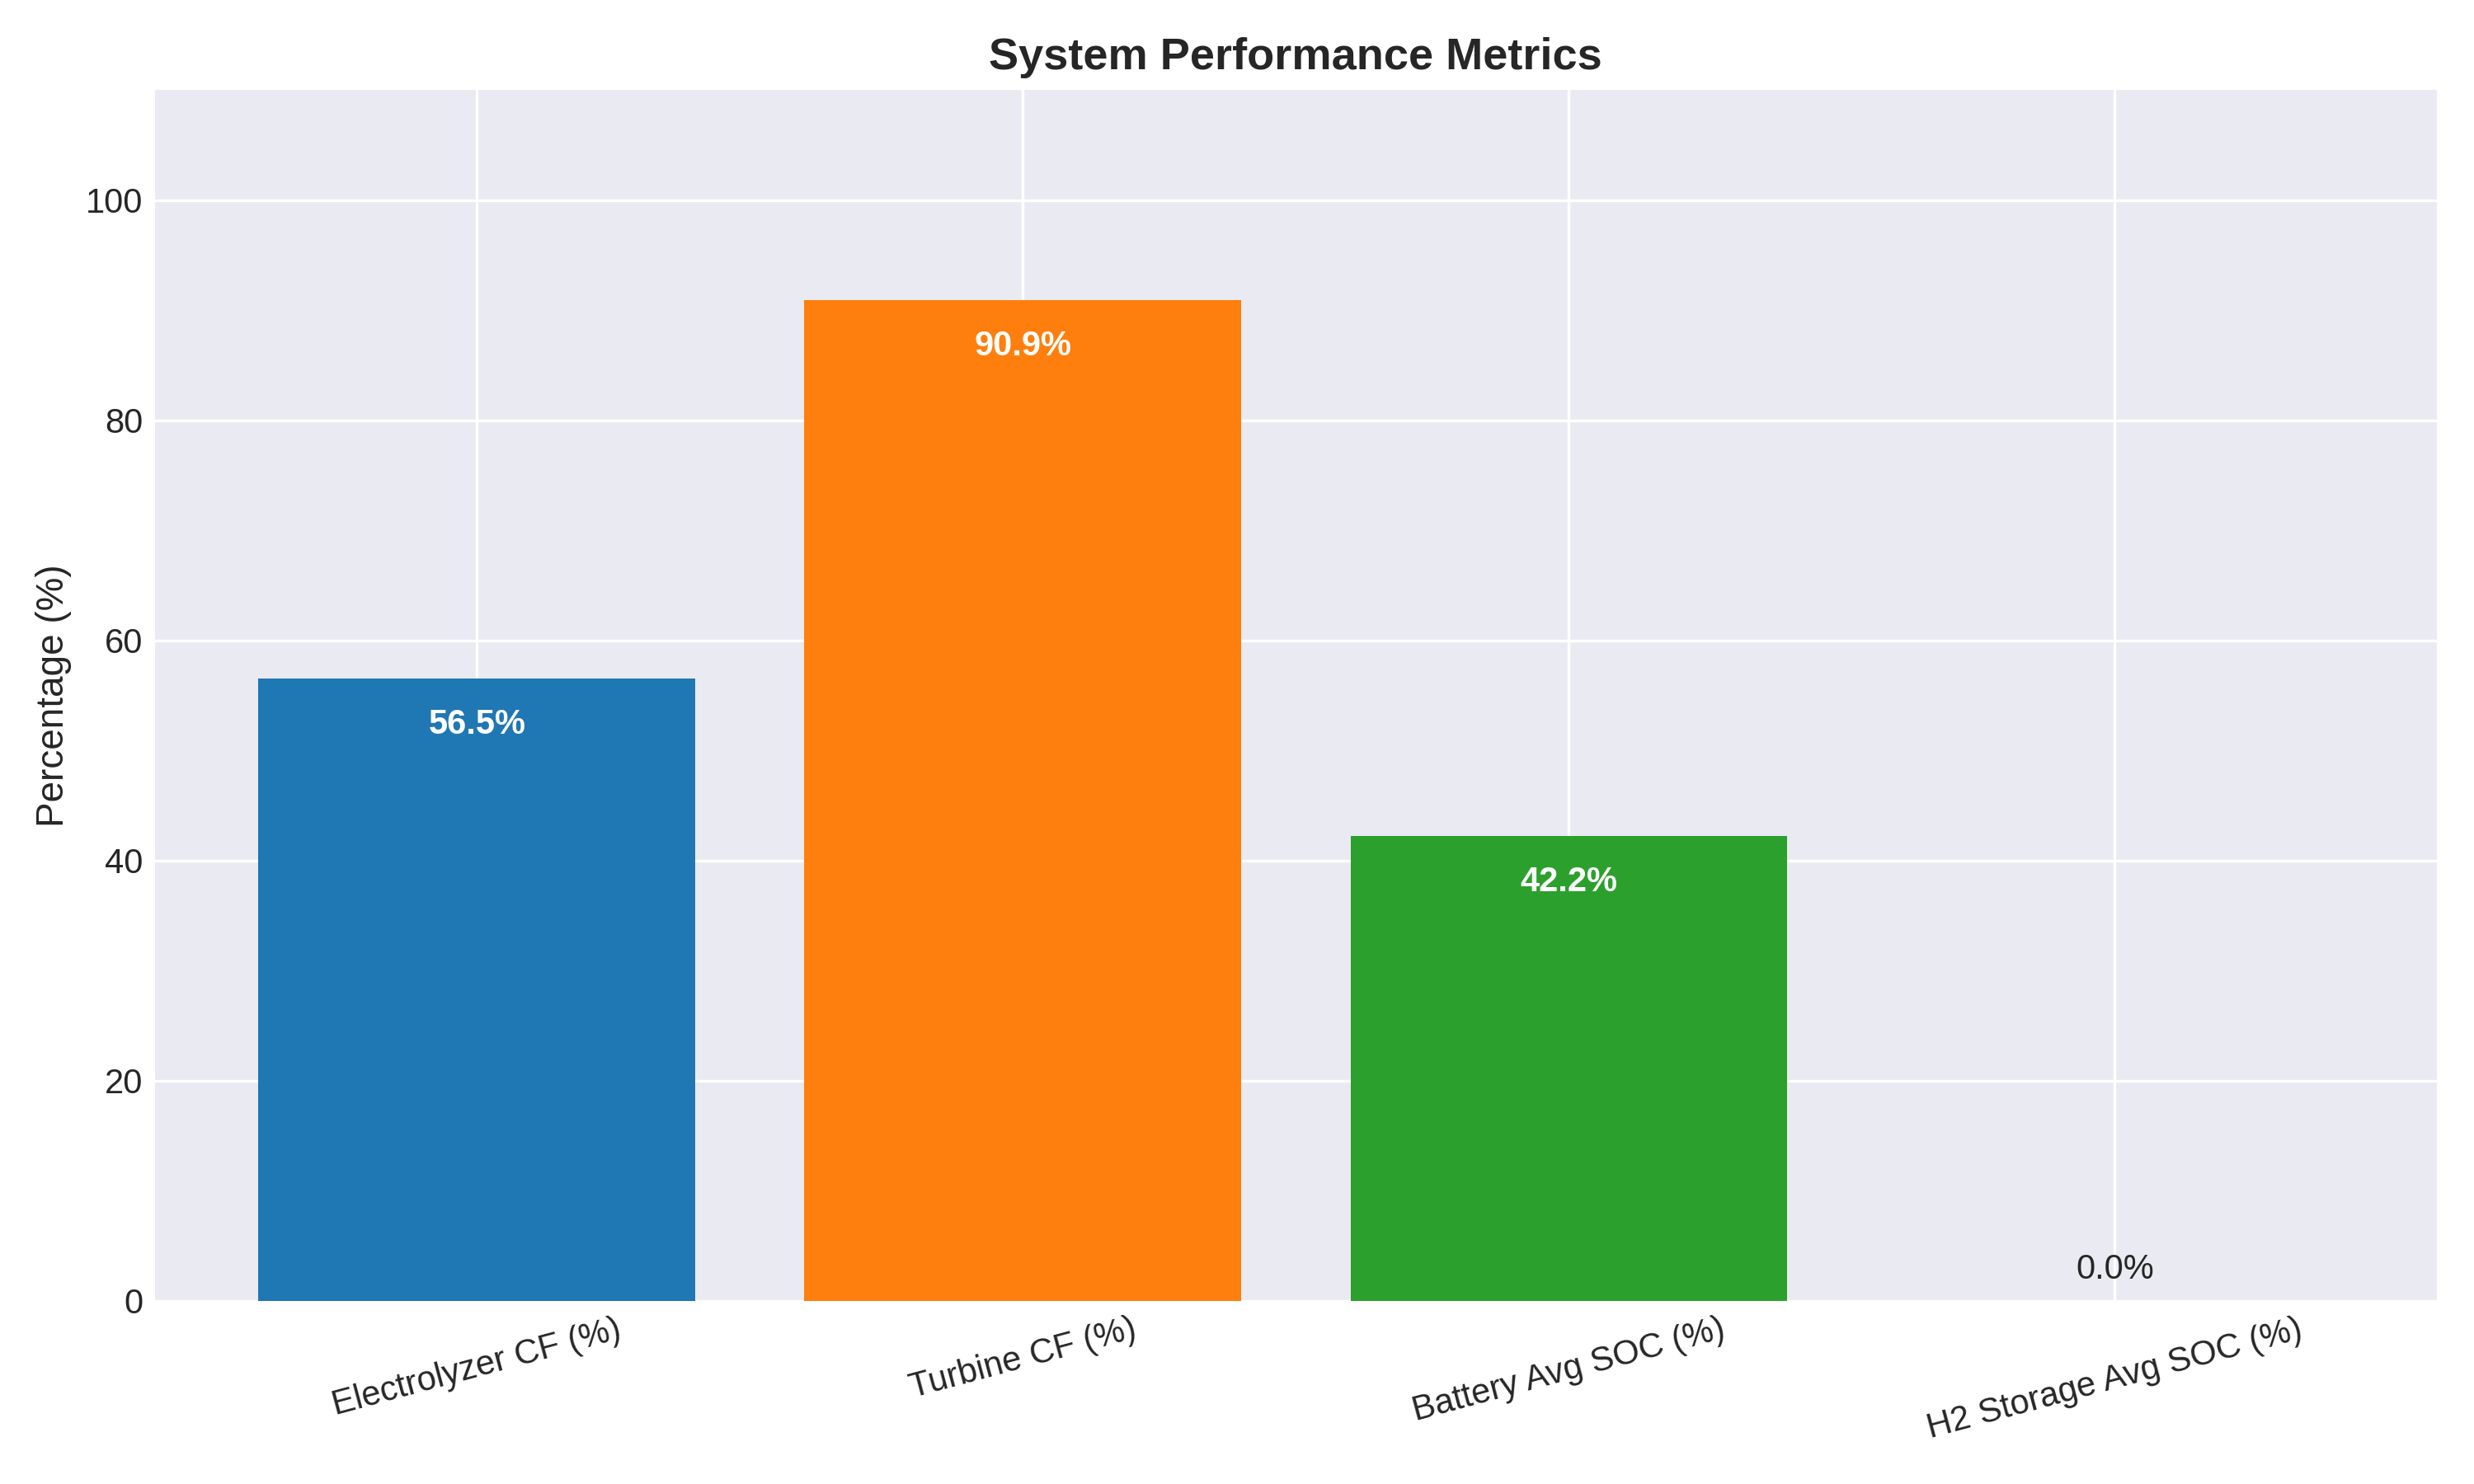 System Performance Metrics
Percentage (%)
100
80
60
40
20
0
56.5%
90.9%
42.2%
0.0%
Electrolyzer CF (%)
Turbine CF (%)
Battery Avg SOC (%)
H2 Storage Avg SOC (%)